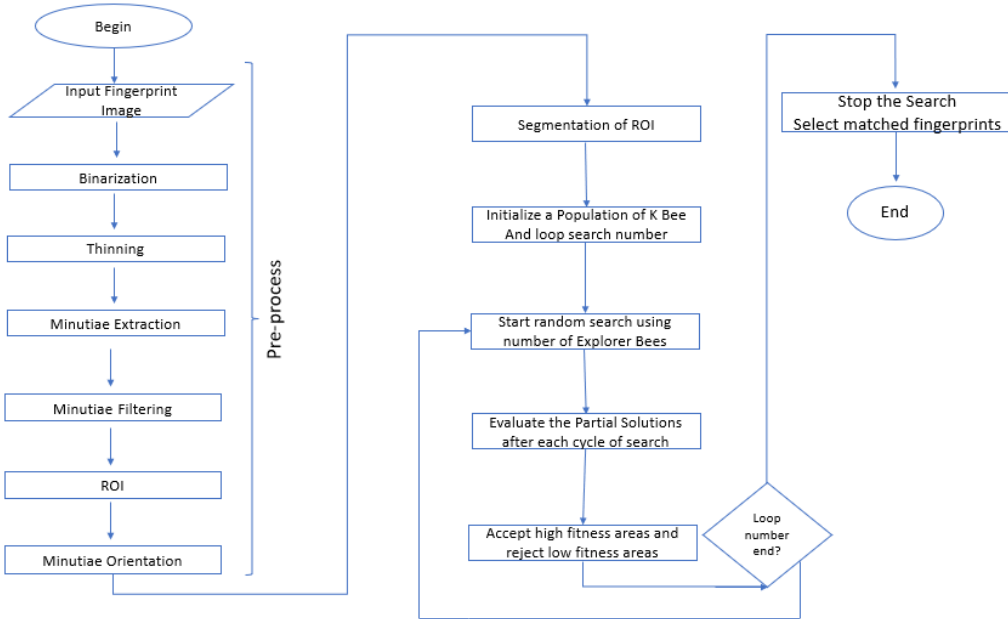 Begin
Input Fingerprint
Image
Binarization
Thinning
Minutiae Extraction
Minutiae Filtering
ROI
Minutiae Orientation
Pre-process
Segmentation of ROI
Initialize a Population of K Bee
And loop search number
Start random search using
number of Explorer Bees
Evaluate the Partial Solutions
after each cycle of search
Accept high fitness areas and
reject low fitness areas
Loop
number
end?
Stop the Search
Select matched fingerprints
End